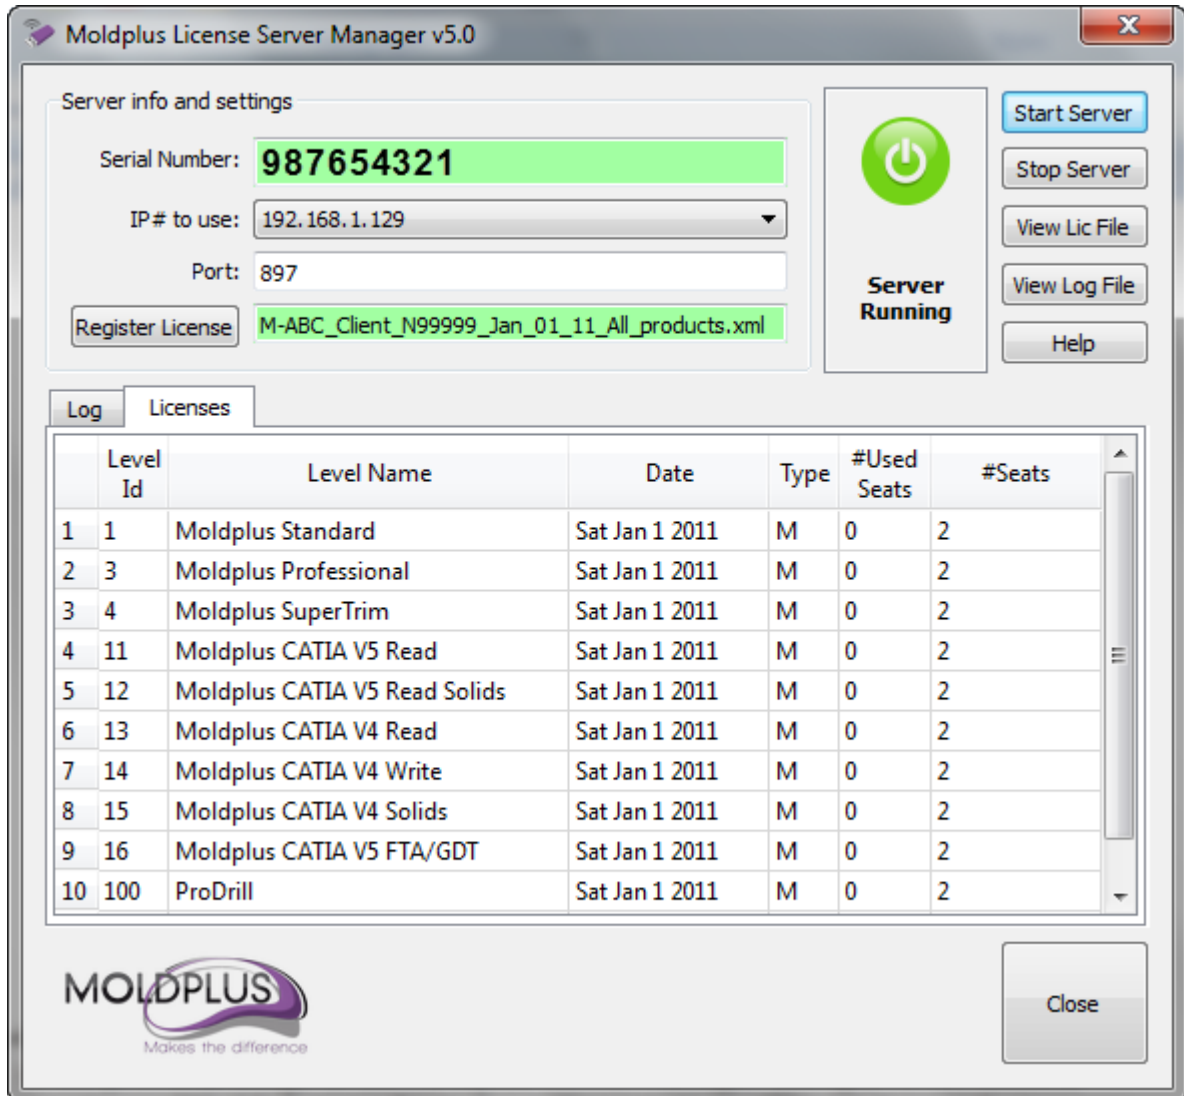 Moldplus License Server Manager v5.0
Server info and settings
Serial Number: 987654321
IP# to use: 192.168.1.129
Port: 897
Register License M-ABC_Client_N99999_Jan_01_11_All_products.xml
Server
Running
Start Server
Stop Server
View Lic File
View Log File
Help
Log Licenses
Level Id Level Name Date Type #Used Seats #Seats
1 1 Moldplus Standard Sat Jan 1 2011 M 0 2
2 3 Moldplus Professional Sat Jan 1 2011 M 0 2
3 4 Moldplus SuperTrim Sat Jan 1 2011 M 0 2
4 11 Moldplus CATIA V5 Read Sat Jan 1 2011 M 0 2
5 12 Moldplus CATIA V5 Read Solids Sat Jan 1 2011 M 0 2
6 13 Moldplus CATIA V4 Read Sat Jan 1 2011 M 0 2
7 14 Moldplus CATIA V4 Write Sat Jan 1 2011 M 0 2
8 15 Moldplus CATIA V4 Solids Sat Jan 1 2011 M 0 2
9 16 Moldplus CATIA V5 FTA/GDT Sat Jan 1 2011 M 0 2
10 100 ProDrill Sat Jan 1 2011 M 0 2
MOLDPLUS
Makes the difference
Close